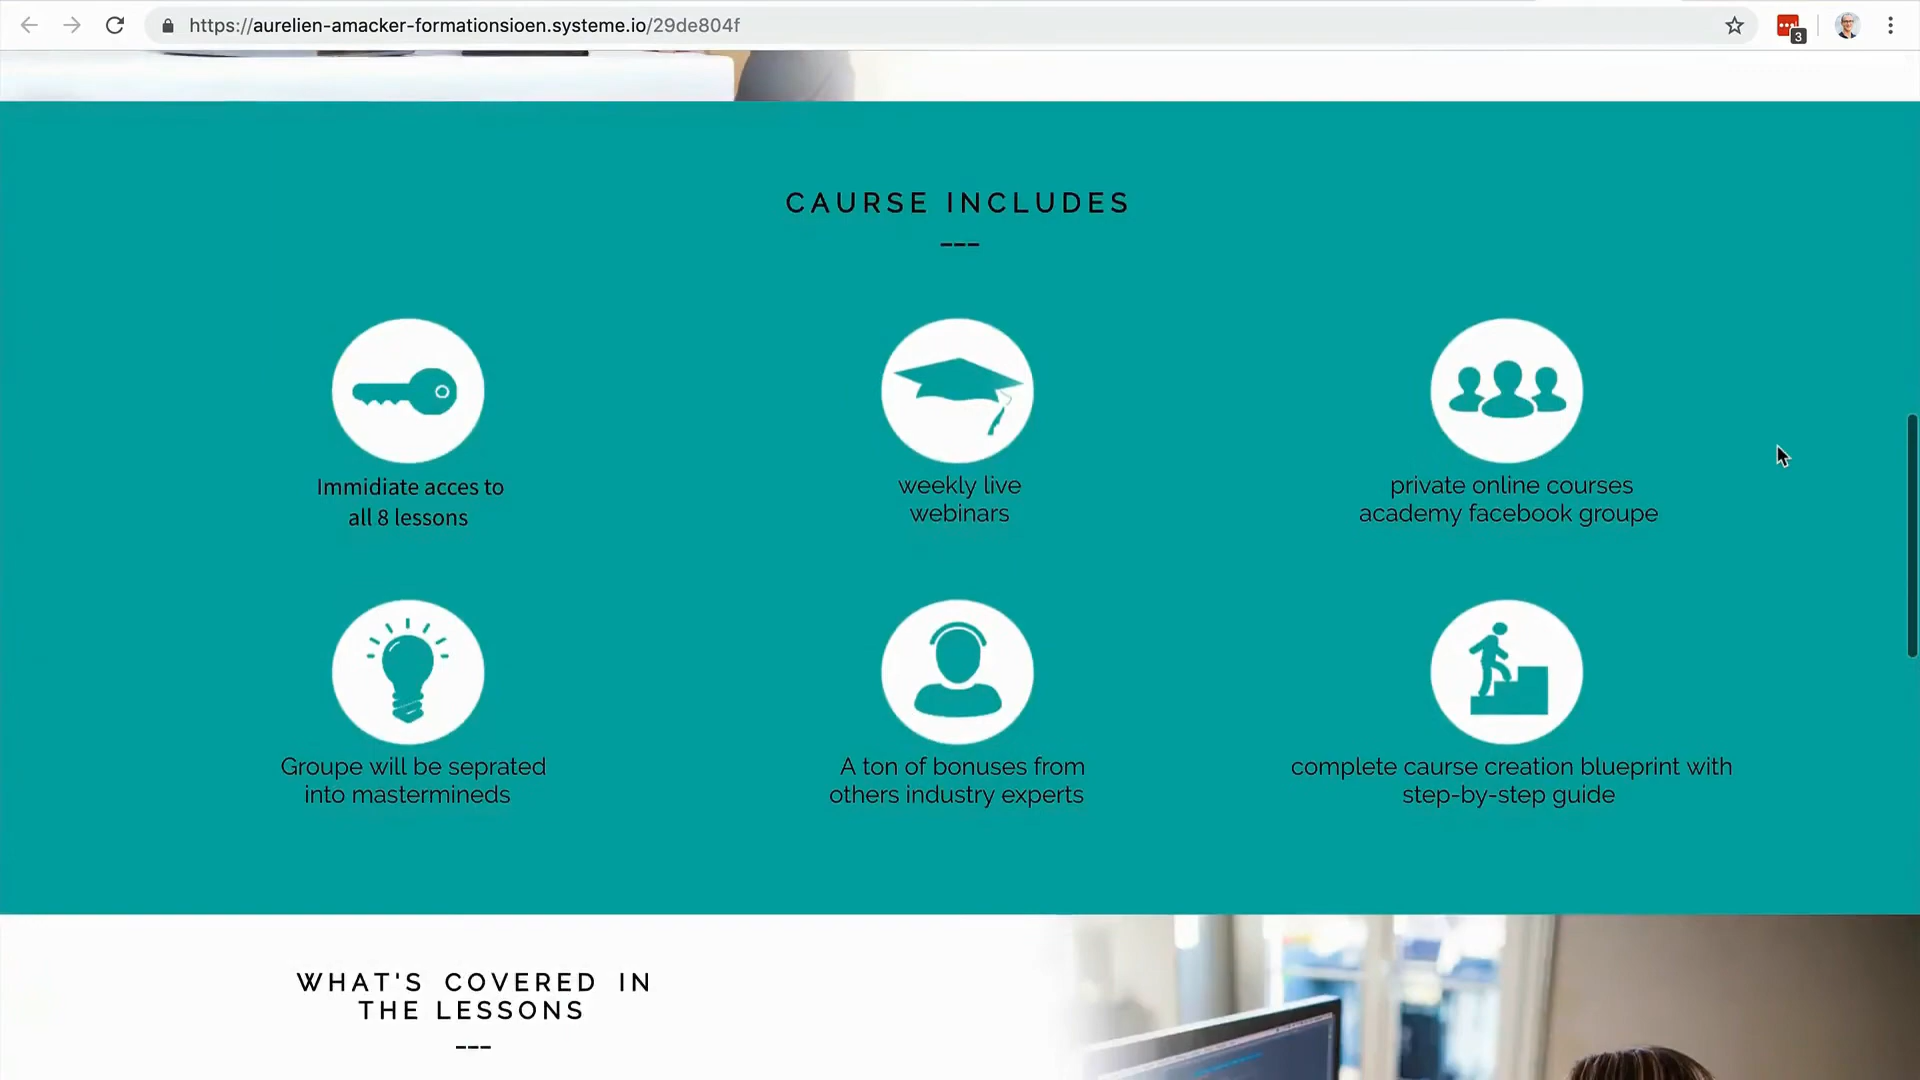 https://aurelien-amacker-formationsioen.systeme.io/29de804f
3
CAURSE INCLUDES
---
Immidiate acces to
all 8 lessons
weekly live
webinars
private online courses
academy facebook groupe
Groupe will be seprated
into mastermineds
A ton of bonuses from
others industry experts
complete caurse creation blueprint with
step-by-step guide
WHAT'S COVERED IN
THE LESSONS
---